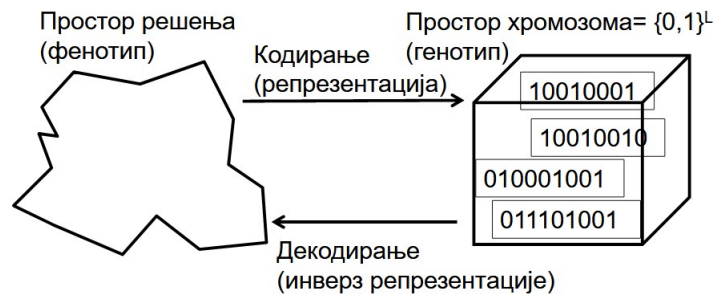 Простор решења
(фенотип)
Кодирање
(репрезентација)
Простор хромозома= {0,1}ᴸ
(генотип)
10010001
10010010
010001001
011101001
Декодирање
(инверз репрезентације)